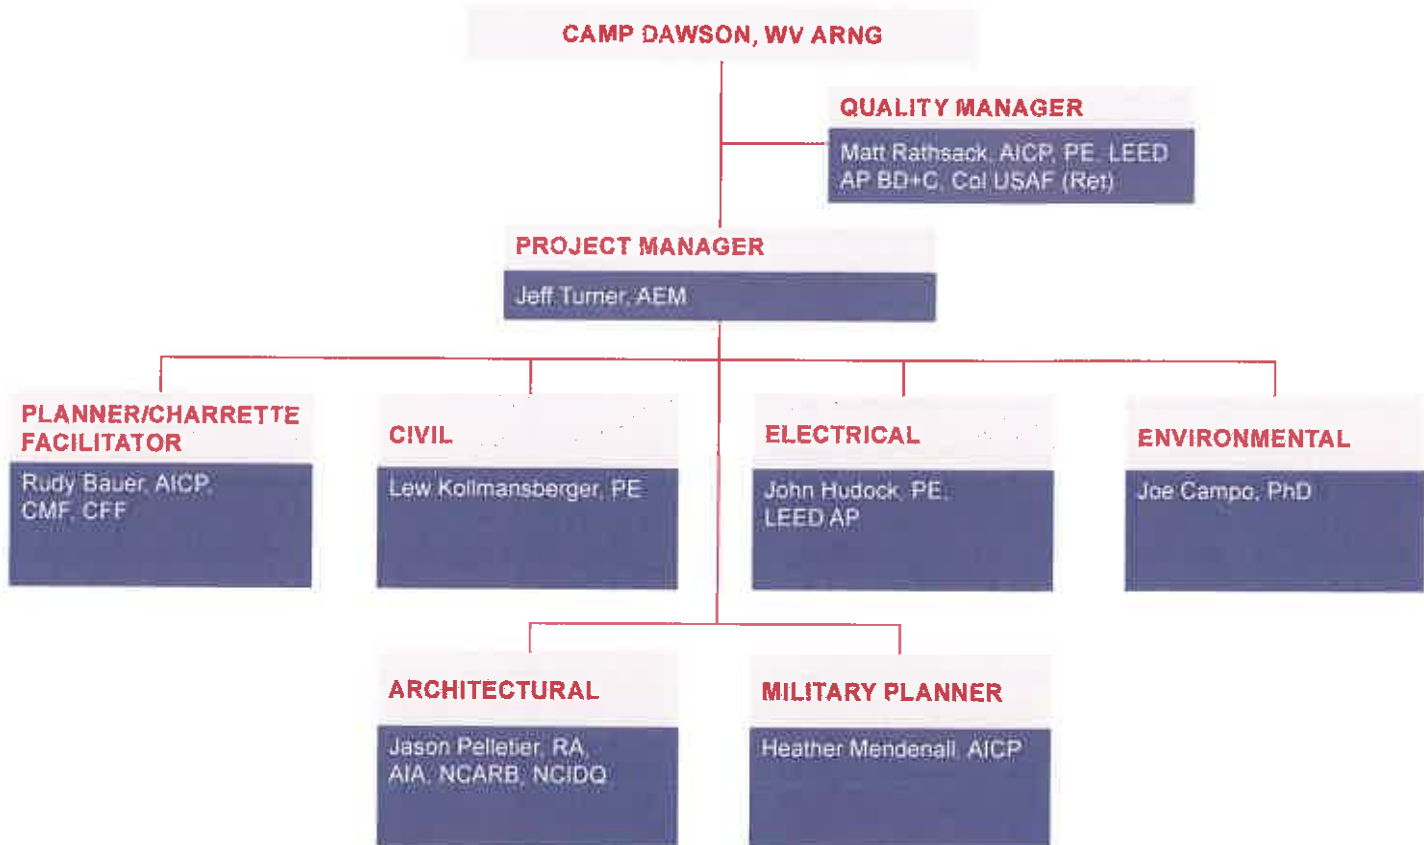 CAMP DAWSON, WV ARNG
QUALITY MANAGER
Matt Rathsack, AICP, PE, LEED
AP BD+C, Col USAF (Ret)
PROJECT MANAGER
Jeff Turner, AEM
PLANNER/CHARRETTE
FACILITATOR
Rudy Bauer, AICP,
CMF, CFF
CIVIL
Lew Kollmansberger, PE
ELECTRICAL
John Hudock, PE,
LEED AP
ENVIRONMENTAL
Joe Campo, PhD
ARCHITECTURAL
Jason Pelletier, RA,
AIA, NCARB, NCIDQ
MILITARY PLANNER
Heather Mendenall, AICP